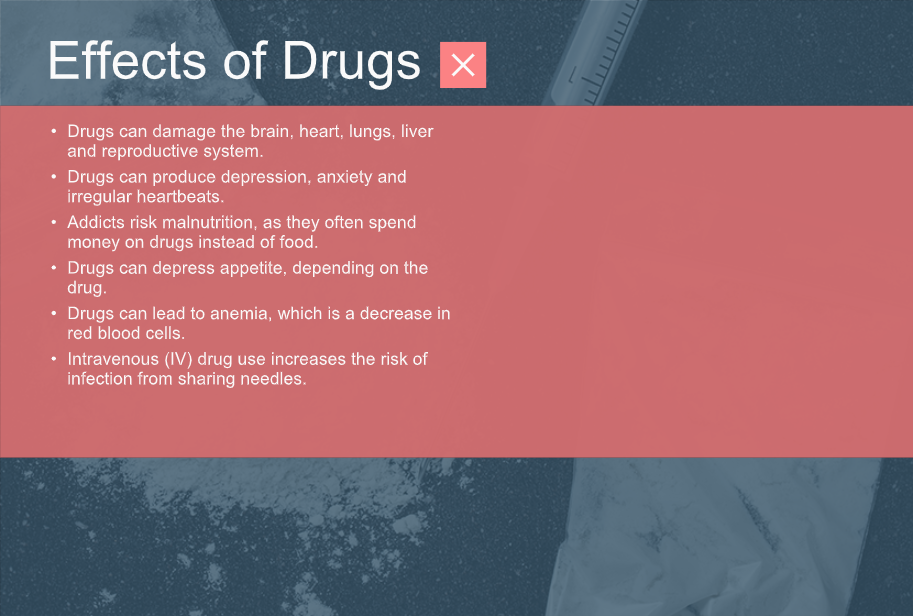 Effects of Drugs
• Drugs can damage the brain, heart, lungs, liver
and reproductive system.
• Drugs can produce depression, anxiety and
irregular heartbeats.
• Addicts risk malnutrition, as they often spend
money on drugs instead of food.
• Drugs can depress appetite, depending on the
drug.
• Drugs can lead to anemia, which is a decrease in
red blood cells.
• Intravenous (IV) drug use increases the risk of
infection from sharing needles.